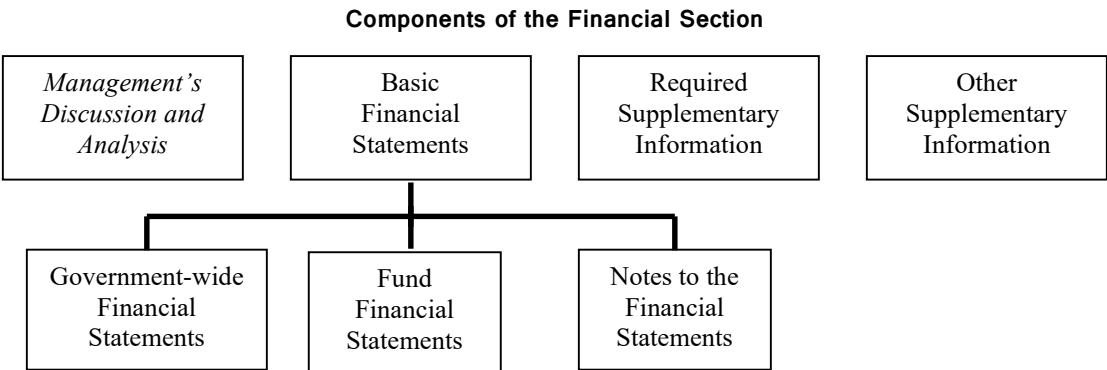 Components of the Financial Section
Management’s
Discussion and
Analysis
Basic
Financial
Statements
Required
Supplementary
Information
Other
Supplementary
Information
Government-wide
Financial
Statements
Fund
Financial
Statements
Notes to the
Financial
Statements